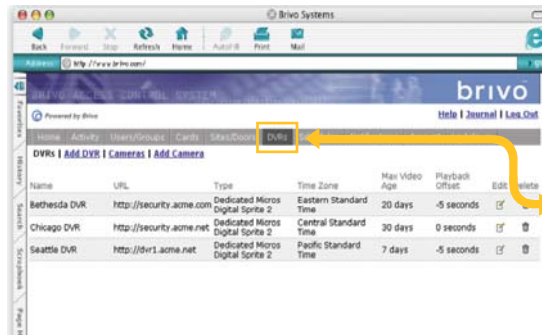 Brivo Systems
Back Forward Stop Refresh Home AutoFill Print Mail
Address: http://www.brivo.com/
BRIVO ACCESS CONTROL SYSTEM
brivo
Powered by Brivo
Help | Journal | Log Out
Home Activity Users/Groups Cards Sites/Doors DVRs
DVRs | Add DVR | Cameras | Add Camera
Name URL Type Time Zone Max Video Age Playback Offset Edit Delete
Bethesda DVR http://security.acme.com Dedicated Micros Digital Sprite 2 Eastern Standard Time 20 days -5 seconds
Chicago DVR http://security.acme.net Dedicated Micros Digital Sprite 2 Central Standard Time 30 days 0 seconds
Seattle DVR http://dvr1.acme.net Dedicated Micros Digital Sprite 2 Pacific Standard Time 7 days -5 seconds
Favorites
History
Search
Scrapbook
Page H